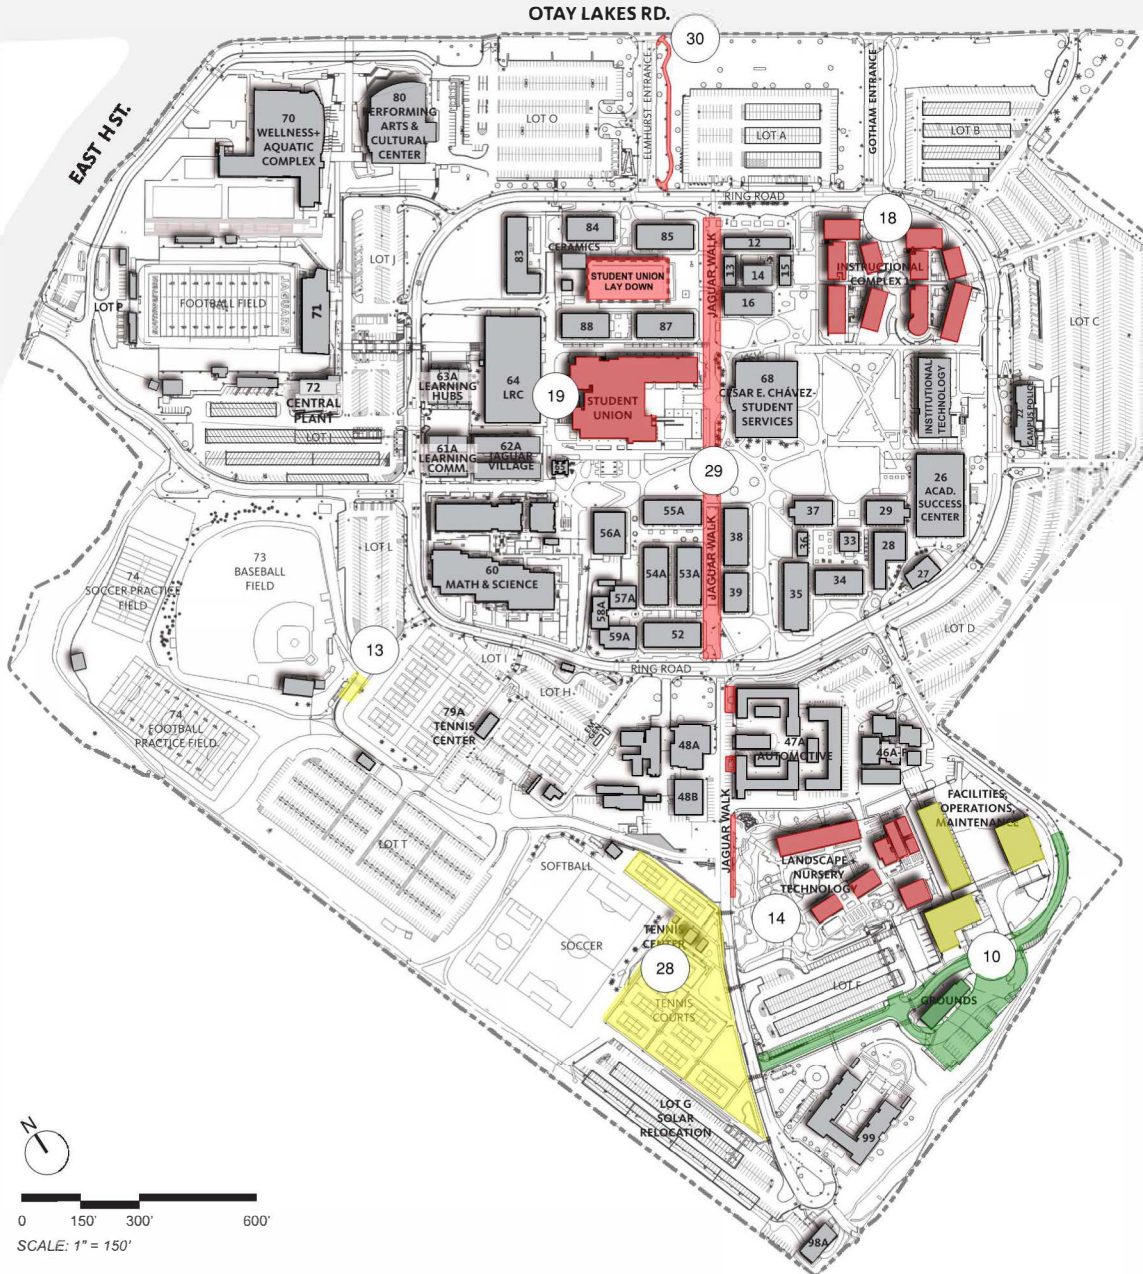 OTAY LAKES RD.
30
EAST H ST.
70
WELLNESS+
AQUATIC
COMPLEX
80
PERFORMING
ARTS &
CULTURAL
CENTER
LOT O
ELMHURST ENTRANCE
LOT A
GOTHAM ENTRANCE
LOT B
RING ROAD
18
84
85
83
CERAMICS
12
13
14
15
16
STUDENT UNION
LAY DOWN
JAGUAR WALK
INSTRUCTIONAL
COMPLEX 1
LOT J
LOT P
FOOTBALL FIELD
JAGUARS
71
88
87
LOT C
64
LRC
63A
LEARNING
HUBS
72
CENTRAL
PLANT
19
STUDENT
UNION
68
CESAR E. CHÁVEZ-
STUDENT
SERVICES
INSTITUTIONAL
TECHNOLOGY
22
CAMPUS POLICE
61A
LEARNING
COMM.
62A
JAGUAR
VILLAGE
29
26
ACAD.
SUCCESS
CENTER
55A
56A
38
37
29
36
33
28
27
LOT L
73
BASEBALL
FIELD
74
SOCCER PRACTICE
FIELD
60
MATH & SCIENCE
54A
53A
JAGUAR WALK
39
35
34
57A
58A
59A
52
LOT D
13
LOT I
RING ROAD
LOT H
74
FOOTBALL
PRACTICE FIELD
79A
TENNIS
CENTER
EM
GEN
48A
47A
AUTOMOTIVE
46A-F
48B
FACILITIES,
OPERATIONS,
MAINTENANCE
JAGUAR WALK
LOT T
SOFTBALL
LANDSCAPE +
NURSERY
TECHNOLOGY
14
TENNIS
CENTER
SOCCER
28
10
TENNIS
COURTS
LOT F
GROUNDS
LOT G
SOLAR
RELOCATION
99
98A
N
0 150' 300' 600'
SCALE: 1" = 150'